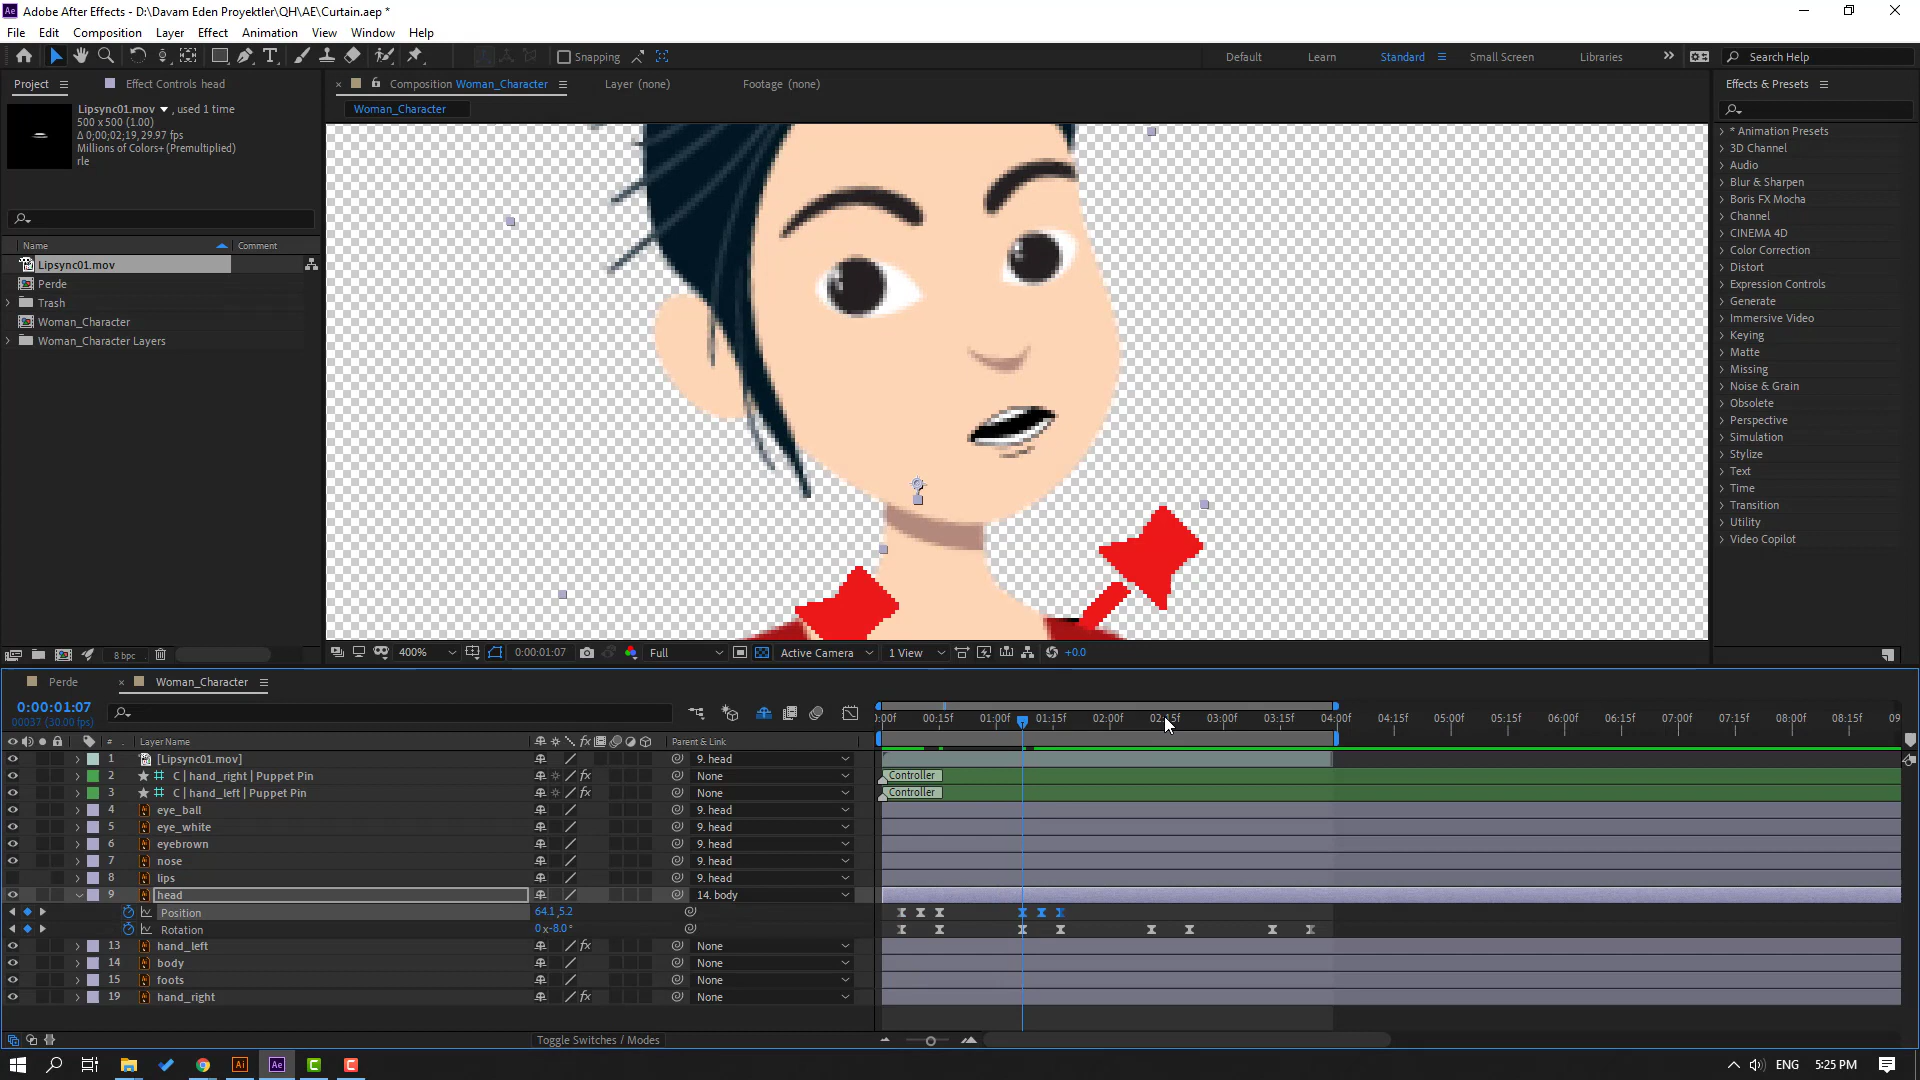 Adobe After Effects - D:\Davam Eden Proyektler\QH\AE\Curtain.aep *
File Edit Composition Layer Effect Animation View Window Help
Snapping
Default Learn Standard Small Screen Libraries Search Help
Project Effect Controls head
Composition Woman_Character Layer (none) Footage (none)
Effects & Presets
Woman_Character
Lipsync01.mov , used 1 time
500 x 500 (1.00)
Δ 0;00;02;19, 29.97 fps
Millions of Colors+ (Premultiplied)
rle
Name Comment
Lipsync01.mov
Perde
Trash
Woman_Character
Woman_Character Layers
* Animation Presets
3D Channel
Audio
Blur & Sharpen
Boris FX Mocha
Channel
CINEMA 4D
Color Correction
Distort
Expression Controls
Generate
Immersive Video
Keying
Matte
Missing
Noise & Grain
Obsolete
Perspective
Simulation
Stylize
Text
Time
Transition
Utility
Video Copilot
8 bpc
400% 0:00:01:07 Full Active Camera 1 View +0.0
Perde Woman_Character
0:00:01:07
00037 (30.00 fps)
0:00f 00:15f 01:00f 01:15f 02:00f 02:15f 03:00f 03:15f 04:00f 04:15f 05:00f 05:15f 06:00f 06:15f 07:00f 07:15f 08:00f 08:15f 09
# Layer Name Parent & Link
1 [Lipsync01.mov] 9. head
2 C | hand_right | Puppet Pin None Controller
3 C | hand_left | Puppet Pin None Controller
4 eye_ball 9. head
5 eye_white 9. head
6 eyebrown 9. head
7 nose 9. head
8 lips 9. head
9 head 14. body
Position 64.1,5.2
Rotation 0x-8.0°
13 hand_left None
14 body None
15 foots None
19 hand_right None
Toggle Switches / Modes
ENG 5:25 PM